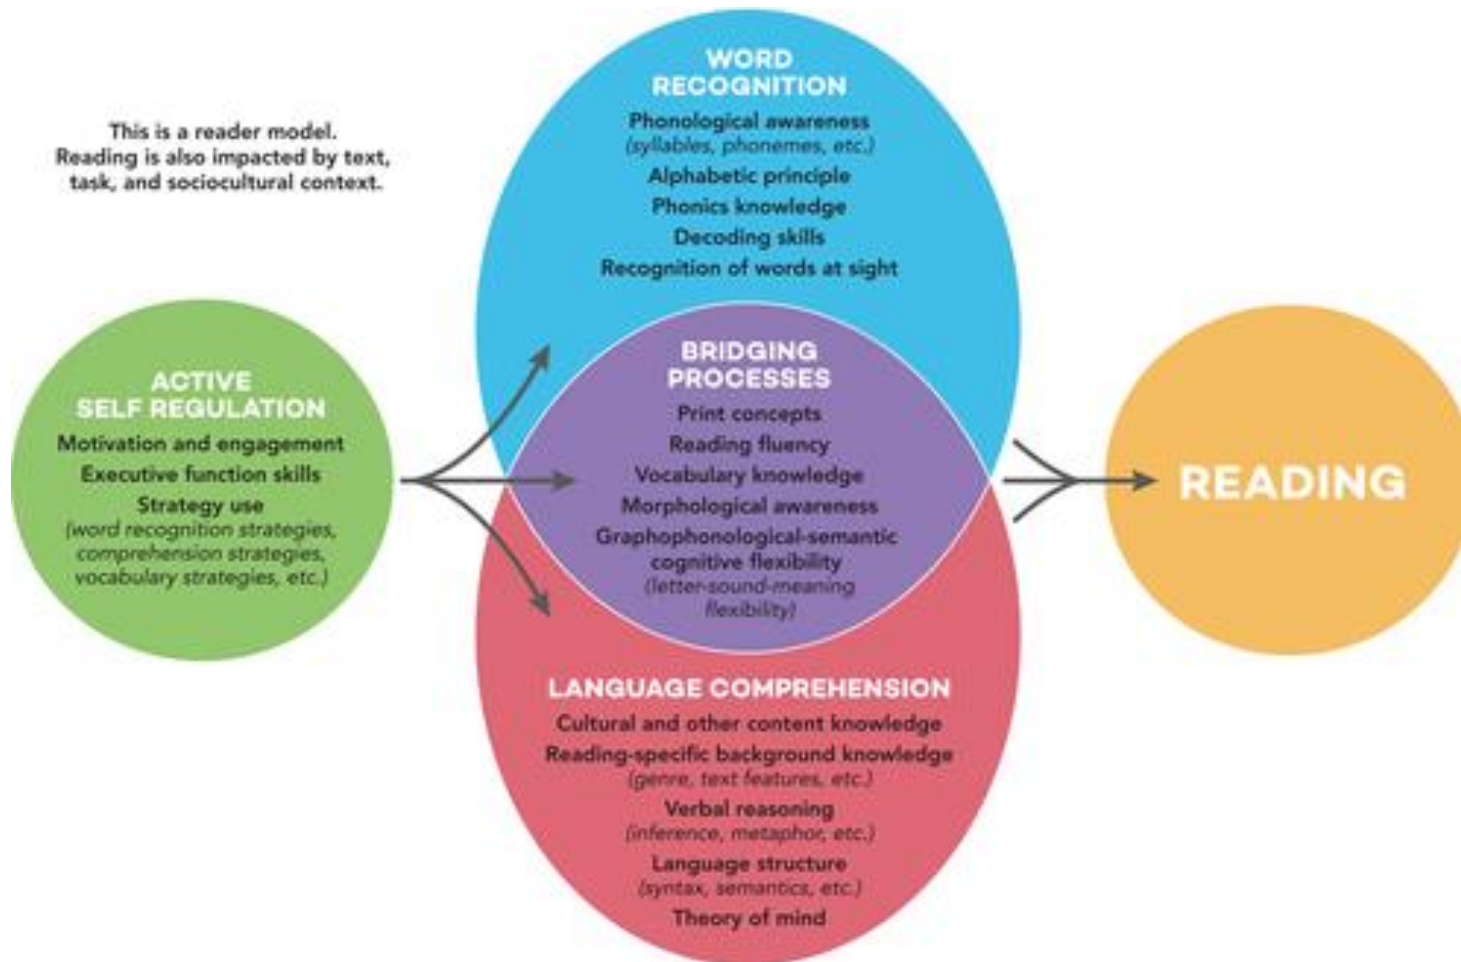 This is a reader model.
Reading is also impacted by text,
task, and sociocultural context.
ACTIVE
SELF REGULATION
Motivation and engagement
Executive function skills
Strategy use
(word recognition strategies,
comprehension strategies,
vocabulary strategies, etc.)
WORD
RECOGNITION
Phonological awareness
(syllables, phonemes, etc.)
Alphabetic principle
Phonics knowledge
Decoding skills
Recognition of words at sight
BRIDGING
PROCESSES
Print concepts
Reading fluency
Vocabulary knowledge
Morphological awareness
Graphophonological-semantic
cognitive flexibility
(letter-sound-meaning
flexibility)
LANGUAGE COMPREHENSION
Cultural and other content knowledge
Reading-specific background knowledge
(genre, text features, etc.)
Verbal reasoning
(inference, metaphor, etc.)
Language structure
(syntax, semantics, etc.)
Theory of mind
READING